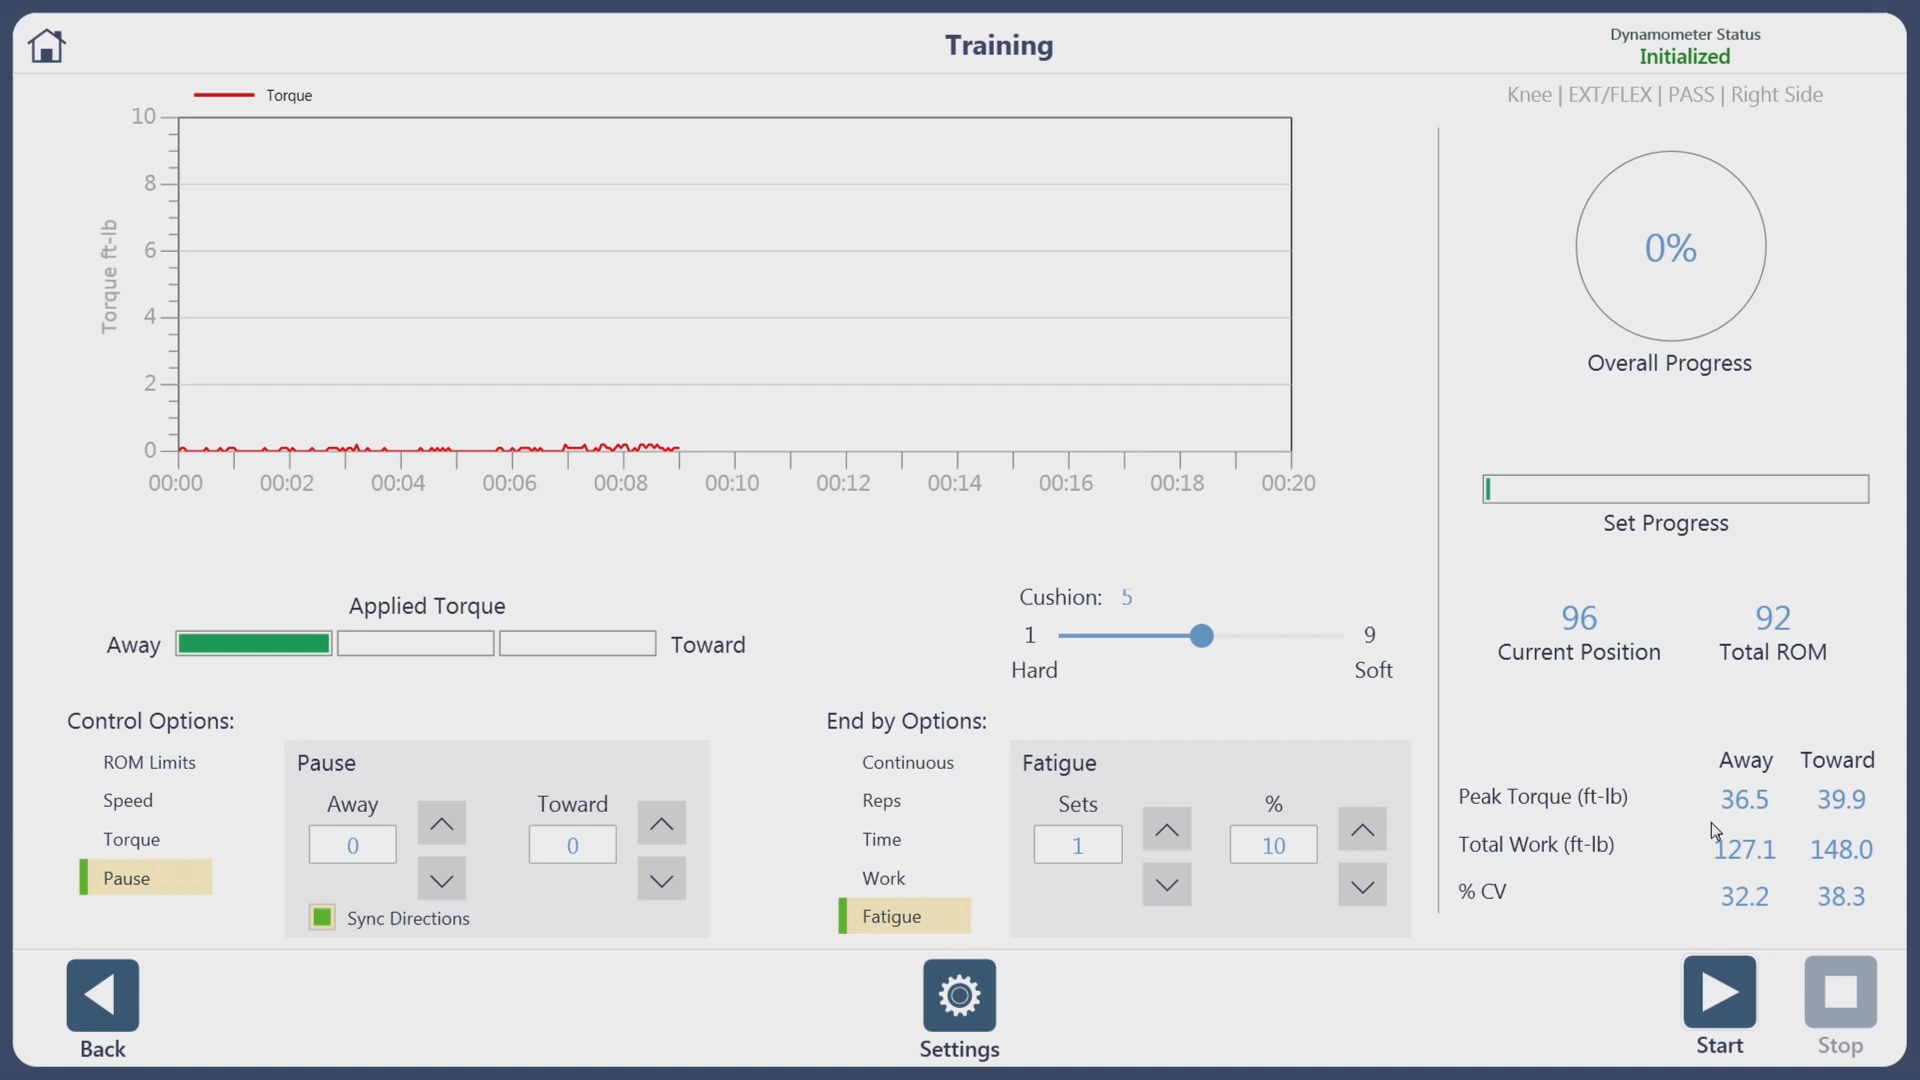 Training
Dynamometer Status
Initialized
Knee | EXT/FLEX | PASS | Right Side
Torque
Torque ft-lb
10
8
6
4
2
0
00:00 00:02 00:04 00:06 00:08 00:10 00:12 00:14 00:16 00:18 00:20
0%
Overall Progress
Set Progress
Applied Torque
Away Toward
Cushion: 5
1 9
Hard Soft
96 92
Current Position Total ROM
Control Options:
ROM Limits
Speed
Torque
Pause
Pause
Away Toward
0 0
Sync Directions
End by Options:
Continuous
Reps
Time
Work
Fatigue
Fatigue
Sets %
1 10
Away Toward
Peak Torque (ft-lb) 36.5 39.9
Total Work (ft-lb) 127.1 148.0
% CV 32.2 38.3
Back
Settings
Start
Stop